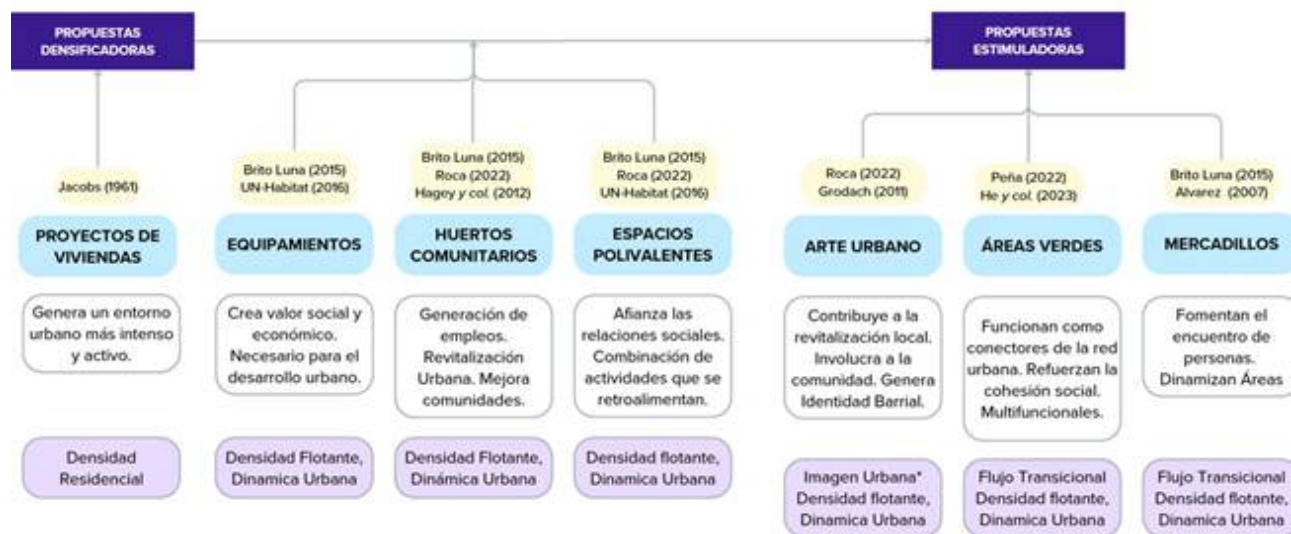 PROPUESTAS
DENSIFICADORAS
PROPUESTAS
ESTIMULADORAS
Jacobs (1961)
Brito Luna (2015)
UN-Habitat (2016)
Brito Luna (2015)
Roca (2022)
Hagey y col. (2012)
Brito Luna (2015)
Roca (2022)
UN-Habitat (2016)
Roca (2022)
Grodach (2011)
Peña (2022)
He y col. (2023)
Brito Luna (2015)
Alvarez (2007)
PROYECTOS DE
VIVIENDAS
EQUIPAMIENTOS
HUERTOS
COMUNITARIOS
ESPACIOS
POLIVALENTES
ARTE URBANO
ÁREAS VERDES
MERCADILLOS
Genera un entorno
urbano más intenso
y activo.
Crea valor social y
económico.
Necesario para el
desarrollo urbano.
Generación de
empleos.
Revitalización
Urbana. Mejora
comunidades.
Afianza las
relaciones sociales.
Combinación de
actividades que se
retroalimentan.
Contribuye a la
revitalización local.
Involucra a la
comunidad. Genera
Identidad Barrial.
Funcionan como
conectores de la red
urbana. Refuerzan la
cohesión social.
Multifuncionales.
Fomentan el
encuentro de
personas.
Dinamizan Áreas
Densidad
Residencial
Densidad Flotante,
Dinamica Urbana
Densidad Flotante,
Dinámica Urbana
Densidad flotante,
Dinamica Urbana
Imagen Urbana*
Densidad flotante,
Dinamica Urbana
Flujo Transicional
Densidad flotante,
Dinamica Urbana
Flujo Transicional
Densidad flotante,
Dinamica Urbana